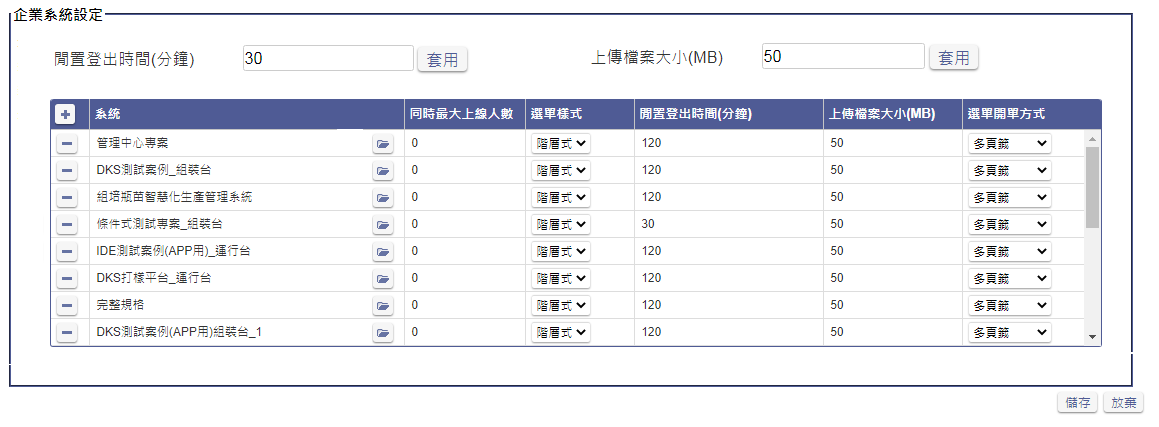 企業系統設定
閒置登出時間(分鐘) 30 套用 上傳檔案大小(MB) 50 套用
系統 同時最大上線人數 選單樣式 閒置登出時間(分鐘) 上傳檔案大小(MB) 選單開單方式
管理中心專案 0 階層式 120 50 多頁籤
DKS測試案例_組裝台 0 階層式 120 50 多頁籤
組培瓶苗智慧化生產管理系統 0 階層式 120 50 多頁籤
條件式測試專案_組裝台 0 階層式 30 50 多頁籤
IDE測試案例(APP用)_運行台 0 階層式 120 50 多頁籤
DKS打樣平台_運行台 0 階層式 120 50 多頁籤
完整規格 0 階層式 120 50 多頁籤
DKS測試案例(APP用)組裝台_1 0 階層式 120 50 多頁籤
儲存 放棄